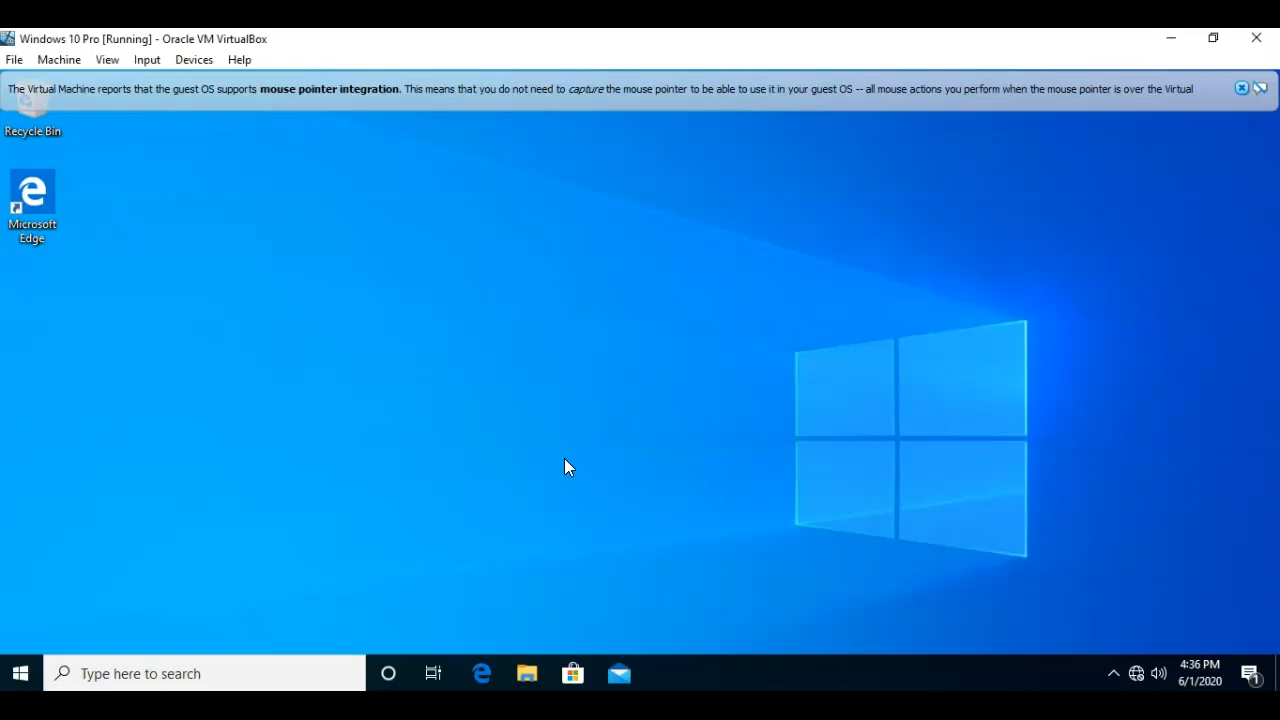 Windows 10 Pro [Running] - Oracle VM VirtualBox
File Machine View Input Devices Help
The Virtual Machine reports that the guest OS supports mouse pointer integration. This means that you do not need to capture the mouse pointer to be able to use it in your guest OS -- all mouse actions you perform when the mouse pointer is over the Virtual
Recycle Bin
Microsoft
Edge
Type here to search
4:36 PM
6/1/2020
1